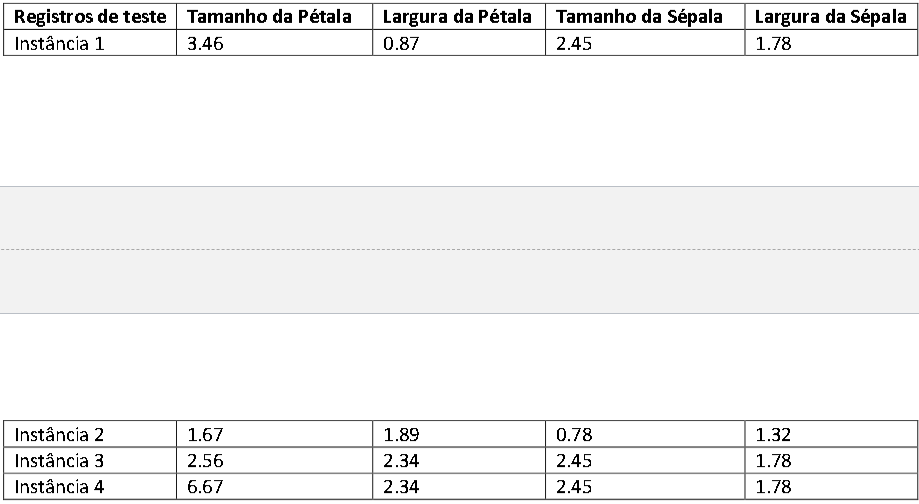 Registros de teste Tamanho da Pétala Largura da Pétala Tamanho da Sépala Largura da Sépala
Instância 1 3.46 0.87 2.45 1.78
Instância 2 1.67 1.89 0.78 1.32
Instância 3 2.56 2.34 2.45 1.78
Instância 4 6.67 2.34 2.45 1.78